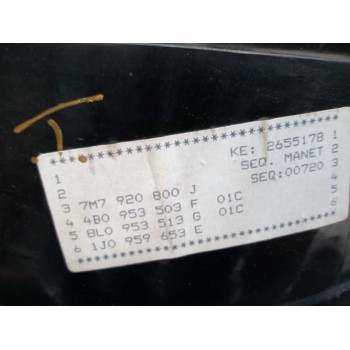 ********************************
1 KE: 2655178 1
2 SEQ. MANET 2
3 7M7 920 800 J SEQ:00720 3
4 4B0 953 503 F 01C 4
5 8L0 953 513 G 01C 5
6 1J0 959 653 E 6
********************************